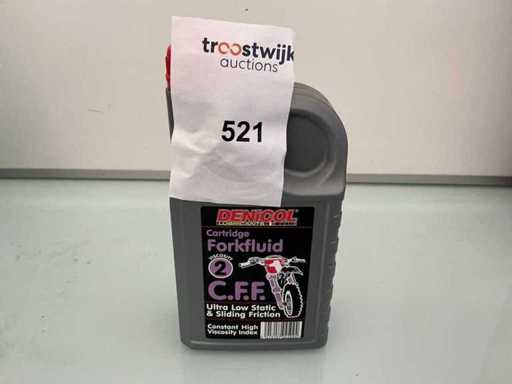 troostwijk
auctions
521
DENICOL
LUBRICANTS
Cartridge
Forkfluid
VISCOSITY
2
C.F.F.
Ultra Low Static
& Sliding Friction
Constant High
Viscosity Index